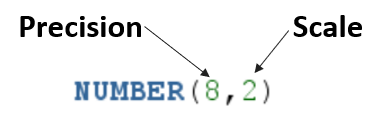 Precision Scale
NUMBER(8,2)